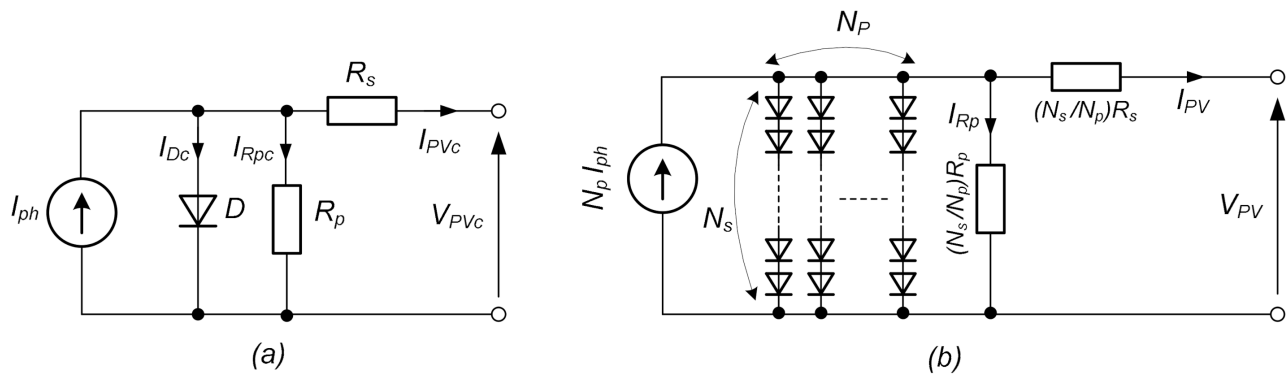 R_s
I_Dc
I_Rpc
I_PVc
I_ph
D
R_p
V_PVc
(a)
N_P
(N_s/N_p)R_s
I_PV
I_Rp
N_p I_ph
N_s
(N_s/N_p)R_p
V_PV
(b)